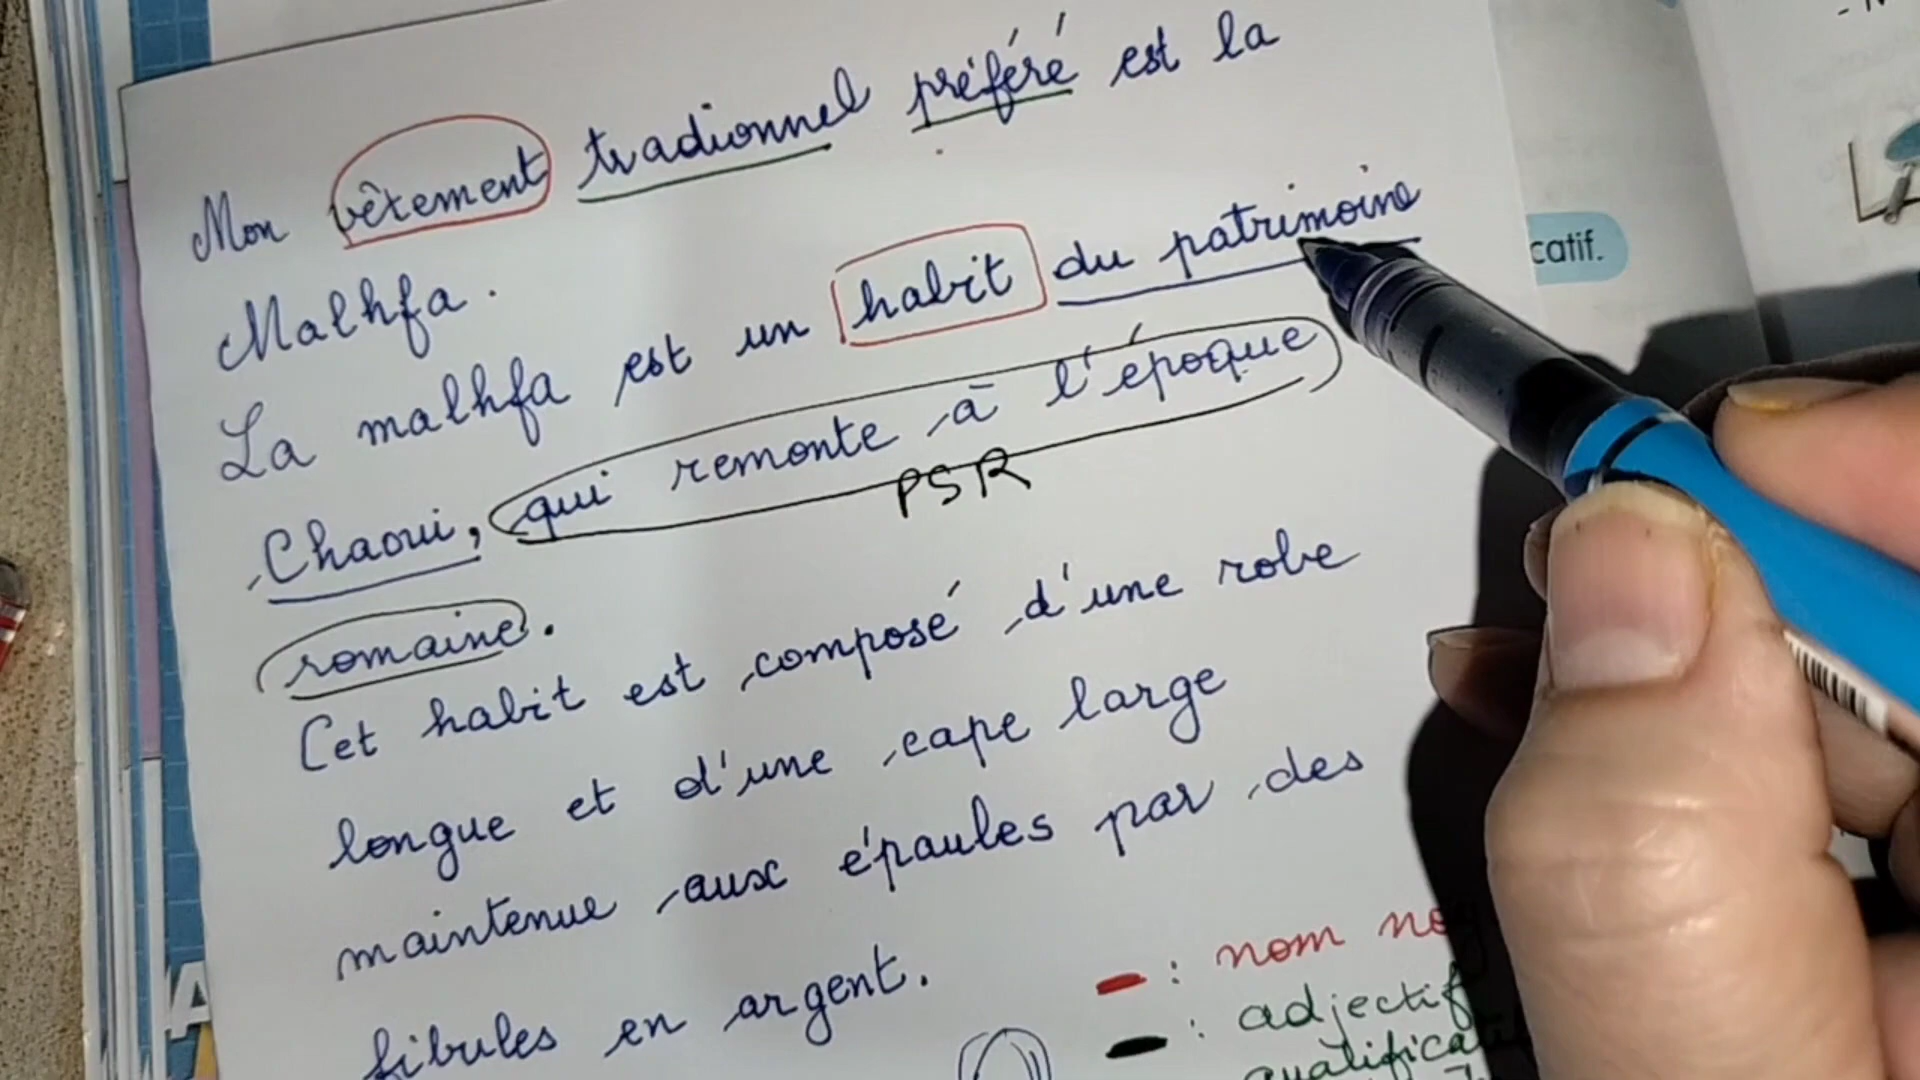 Mon vêtement tradionnel préféré est la
Malhfa.
La malhfa est un habit du patrimoine
Chaoui, qui remonte à l'époque
PSR
romaine.
Cet habit est composé d'une robe
longue et d'une cape large
maintenue aux épaules par des
fibules en argent.
: nom no
: adjectif
catif.